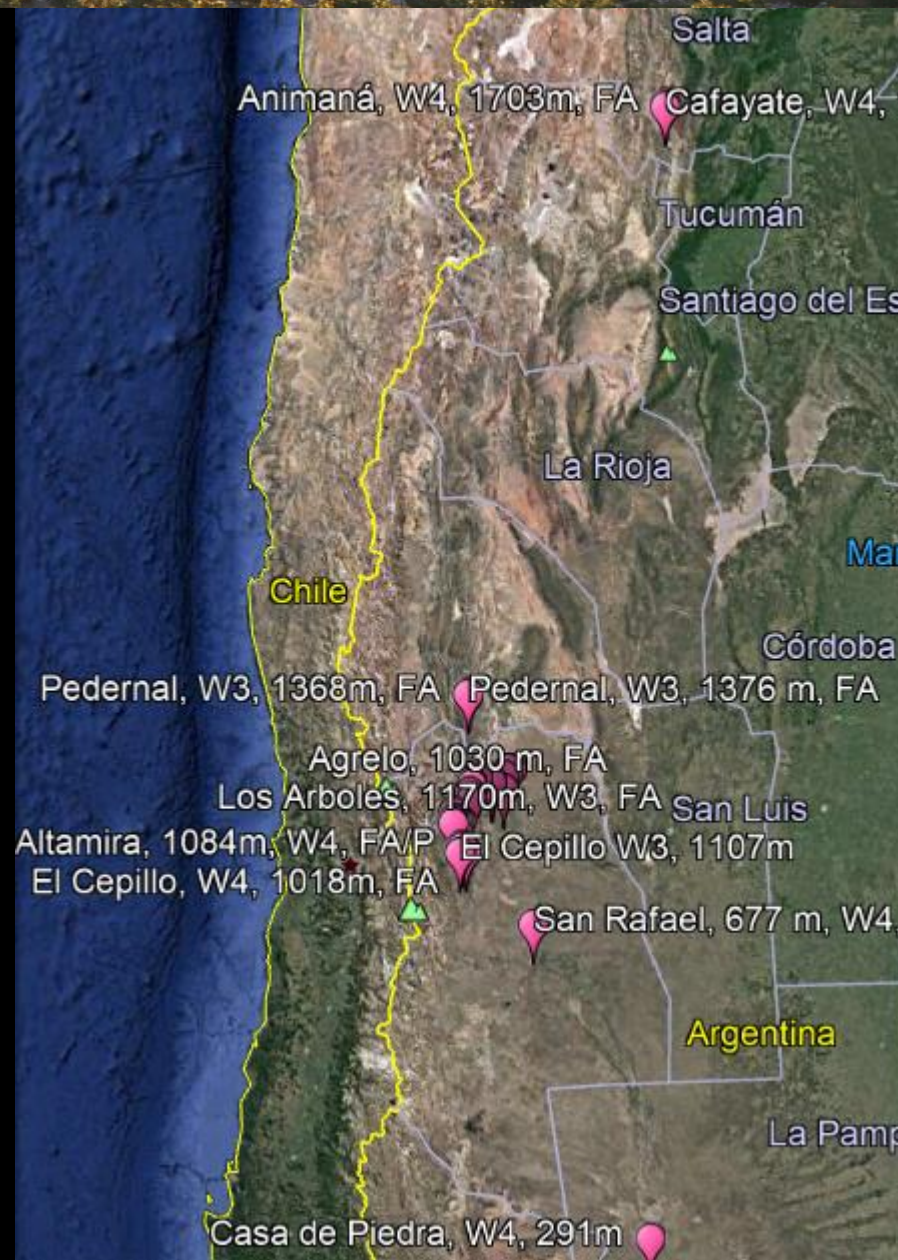 Salta
Animaná, W4, 1703m, FA
Cafayate, W4,
Tucumán
Santiago del Es
La Rioja
Mar
Chile
Córdoba
Pedernal, W3, 1368m, FA
Pedernal, W3, 1376 m, FA
Agrelo, 1030 m, FA
Los Arboles, 1170m, W3, FA
San Luis
Altamira, 1084m, W4, FA/P
El Cepillo W3, 1107m
El Cepillo, W4, 1018m, FA
San Rafael, 677 m, W4
Argentina
La Pamp
Casa de Piedra, W4, 291m